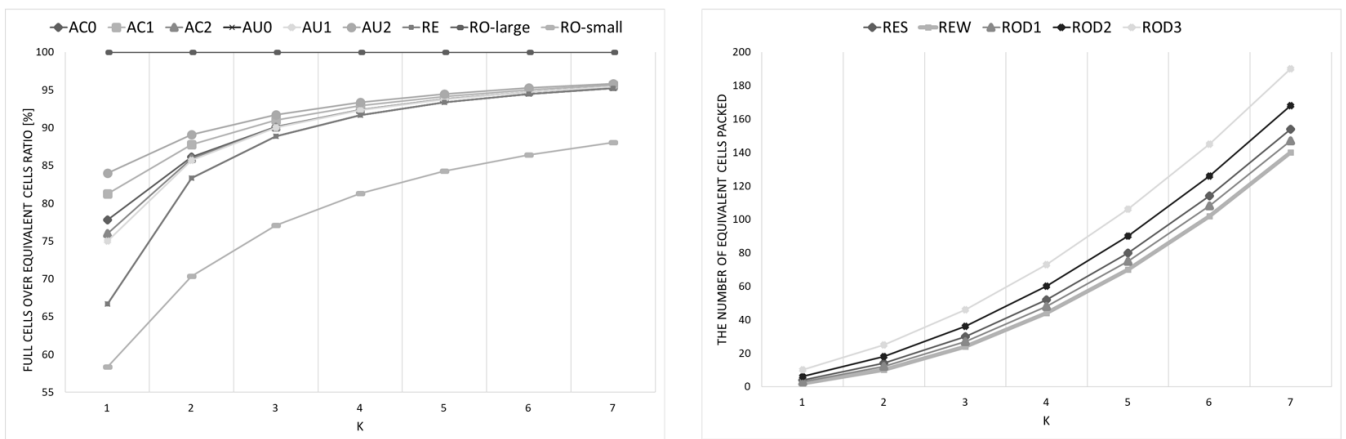 AC0 AC1 AC2 AU0 AU1 AU2 RE RO-large RO-small
FULL CELLS OVER EQUIVALENT CELLS RATIO [%]
100
95
90
85
80
75
70
65
60
55
1 2 3 4 5 6 7
K
RES REW ROD1 ROD2 ROD3
THE NUMBER OF EQUIVALENT CELLS PACKED
200
180
160
140
120
100
80
60
40
20
0
1 2 3 4 5 6 7
K